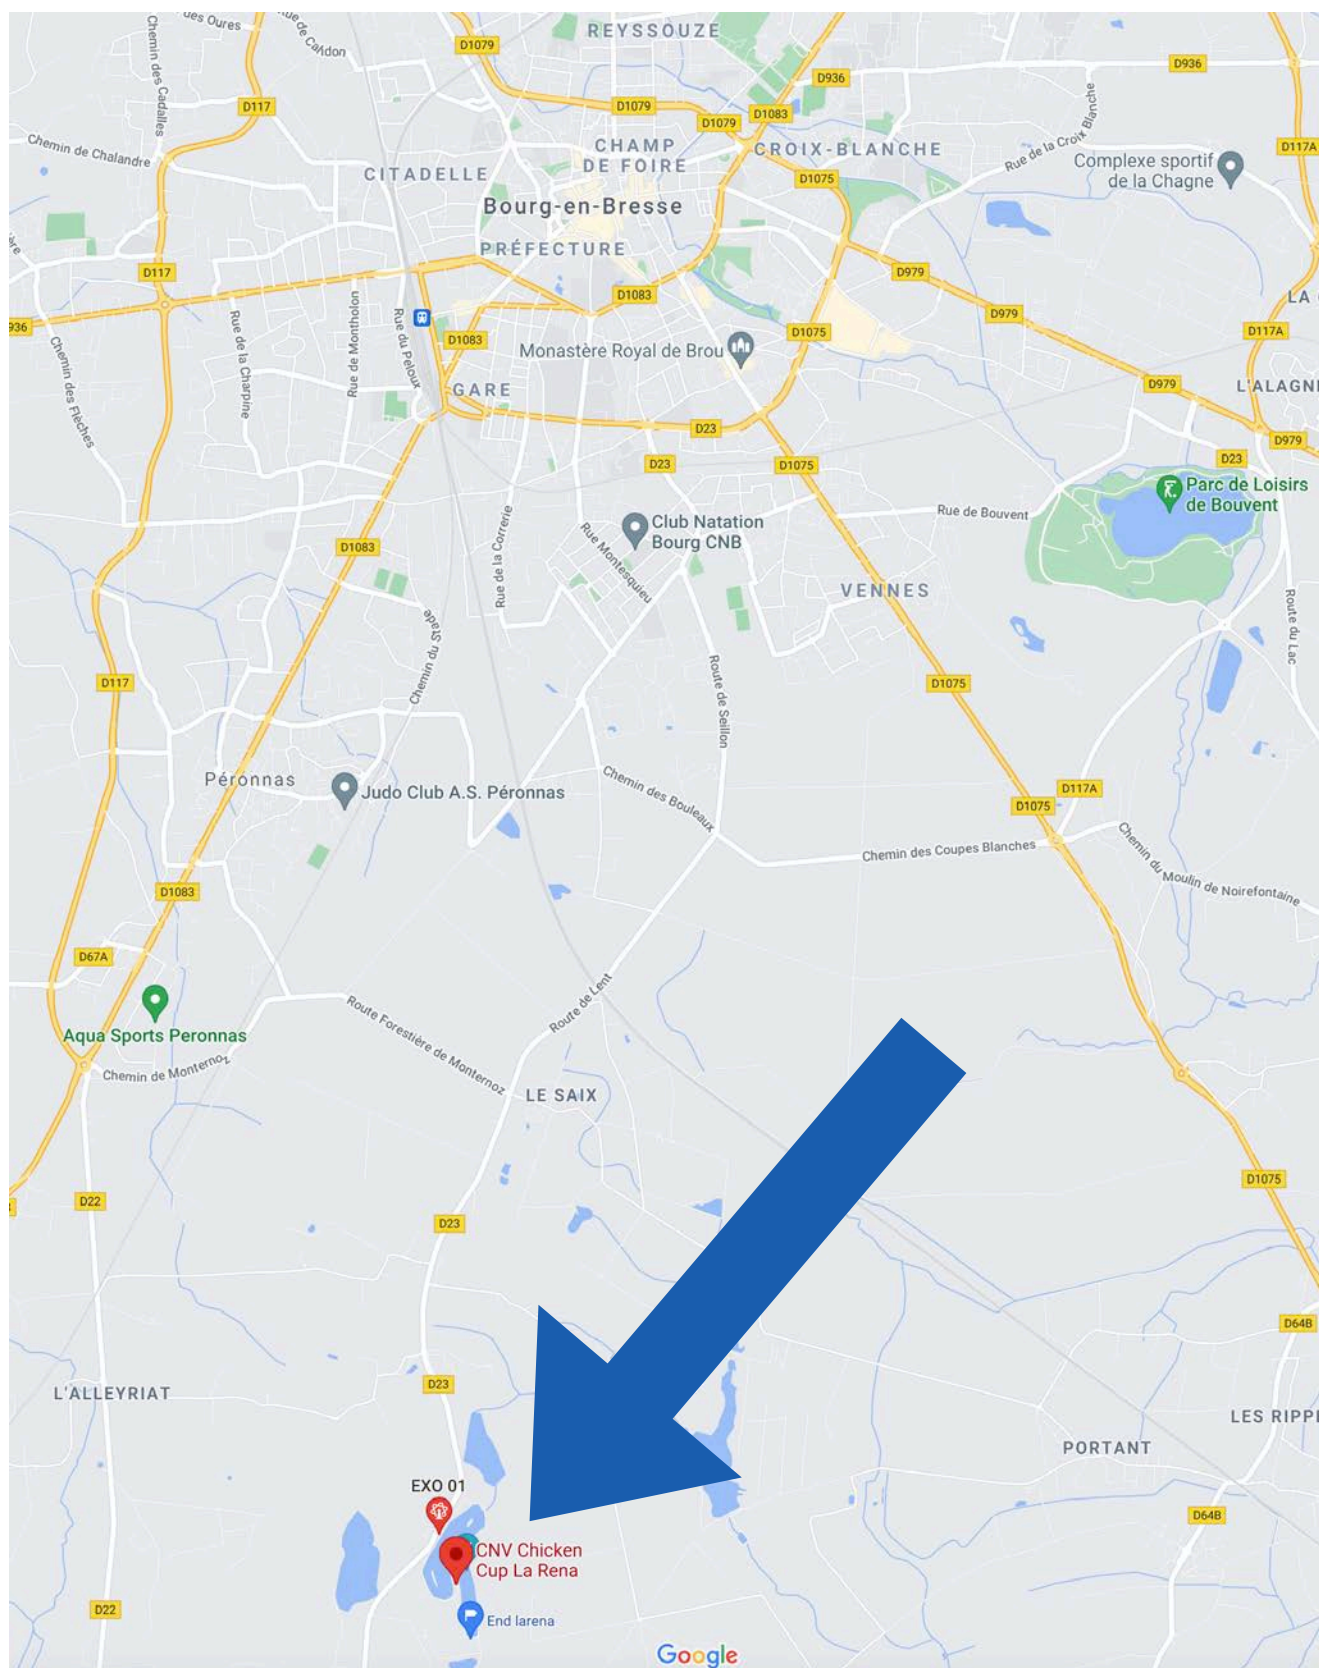 REYSSOUZE
des Oures
Rue de Caldon
Chemin des Cadalles
D1079
D936
D936
D117
D1079
D1083
D1079
Chemin de Chalandre
CHAMP
DE FOIRE
CROIX-BLANCHE
Rue de la Croix Blanche
D117A
Complexe sportif
de la Chagne
CITADELLE
D1075
Bourg-en-Bresse
PRÉFECTURE
D117
D979
D1083
LA
936
Rue de la Charpine
Rue de Montholon
Rue du Peloux
D979
D1083
D1075
D117A
Monastère Royal de Brou
Chemin des Flèches
GARE
D979
L'ALAGNI
D23
D979
D23
D1075
D23
Parc de Loisirs
de Bouvent
Rue de Bouvent
Club Natation
Bourg CNB
Rue de la Correrie
Rue Montesquieu
D1083
VENNES
Route du Lac
Chemin du Stade
D117
Route de Seillon
D1075
Péronnas
Judo Club A.S. Péronnas
Chemin des Bouleaux
D117A
D1075
Chemin des Coupes Blanches
Chemin du Moulin de Noirefontaine
D1083
D67A
Aqua Sports Peronnas
Route Forestière de Monternoz
Route de Lent
Chemin de Monternoz
LE SAIX
D22
D1075
D23
D64B
D23
L'ALLEYRIAT
LES RIPPE
PORTANT
EXO 01
D64B
CNV Chicken
Cup La Rena
D22
End larena
Google